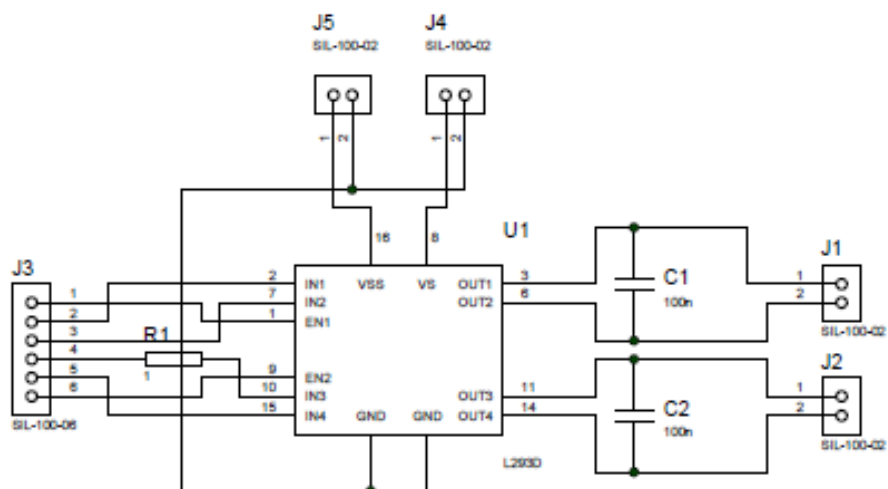 J5
SIL-100-02
J4
SIL-100-02
1
2
1
2
16
8
U1
J3
1
2
3
4
5
6
SIL-100-06
R1
1
2
7
1
9
10
15
IN1
IN2
EN1
EN2
IN3
IN4
VSS
VS
GND
GND
OUT1
OUT2
OUT3
OUT4
3
6
11
14
L293D
C1
100n
C2
100n
J1
1
2
SIL-100-02
J2
1
2
SIL-100-02